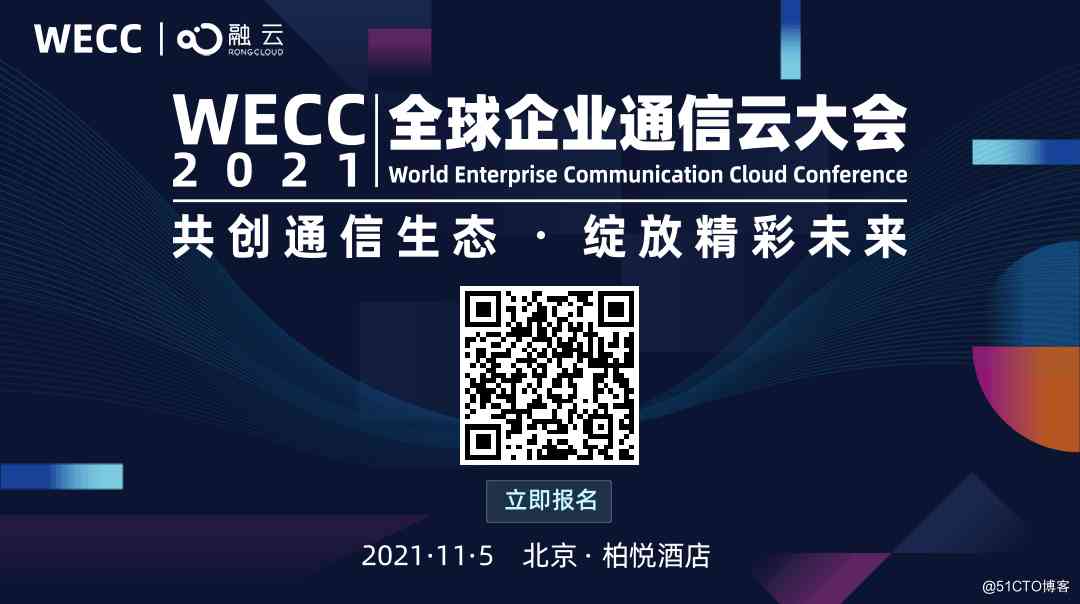 WECC | 融云
RONGCLOUD
WECC 全球企业通信云大会
2021 World Enterprise Communication Cloud Conference
共创通信生态 · 绽放精彩未来
立即报名
2021·11·5 北京·柏悦酒店
@51CTO博客